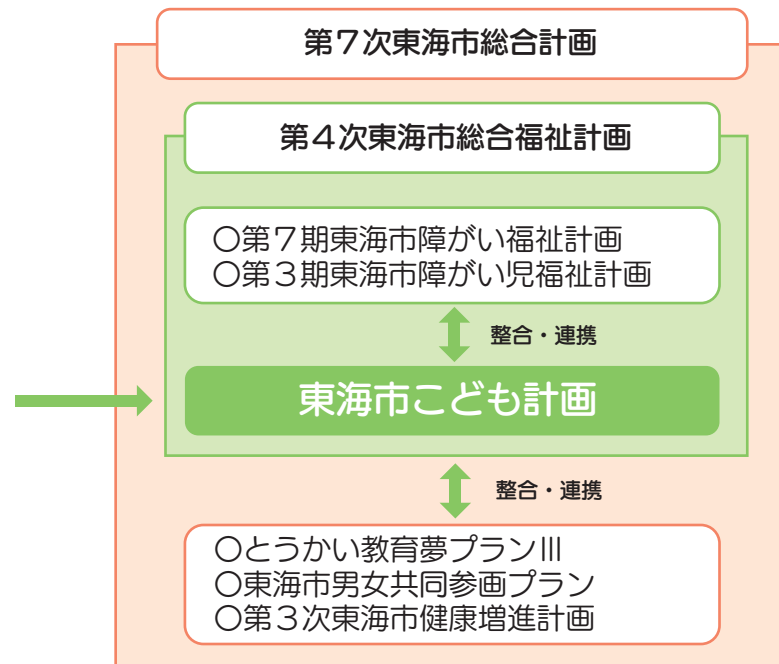 第７次東海市総合計画
第４次東海市総合福祉計画
〇第７期東海市障がい福祉計画
〇第３期東海市障がい児福祉計画
整合・連携
東海市こども計画
整合・連携
〇とうかい教育夢プランⅢ
〇東海市男女共同参画プラン
〇第３次東海市健康増進計画